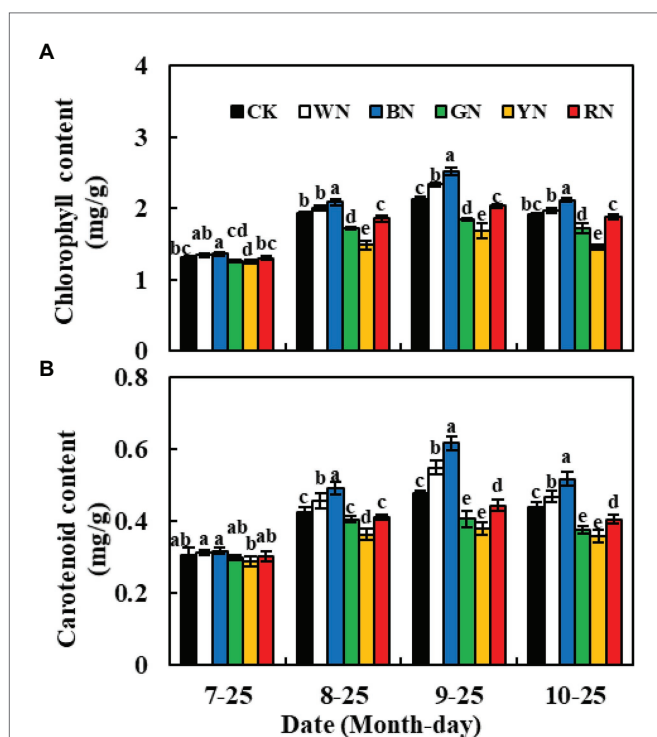 A
Chlorophyll content
(mg/g)
4
3
2
1
0
CK WN BN GN YN RN
bc ab a cd d bc
b b a d e c
c b a d e c
bc b a d e c
B
Carotenoid content
(mg/g)
0.8
0.6
0.4
0.2
0
ab a a ab b ab
c b a c d c
c b a e e d
c b a e e d
7-25 8-25 9-25 10-25
Date (Month-day)